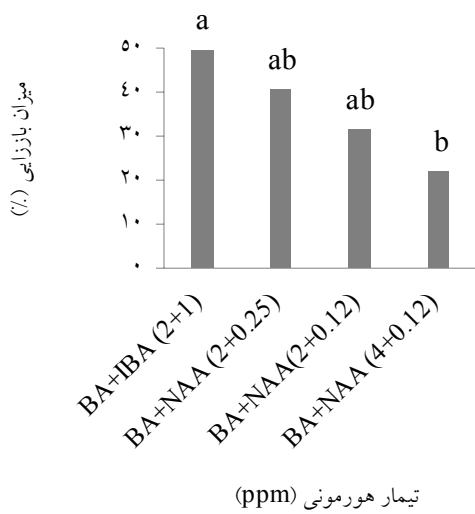 a
ab
ab
b
۵۰
۴۰
۳۰
۲۰
۱۰
۰
میزان باززایی (٪)
BA+IBA (2+1)
BA+NAA (2+0.25)
BA+NAA(2+0.12)
BA+NAA (4+0.12)
تیمار هورمونی (ppm)